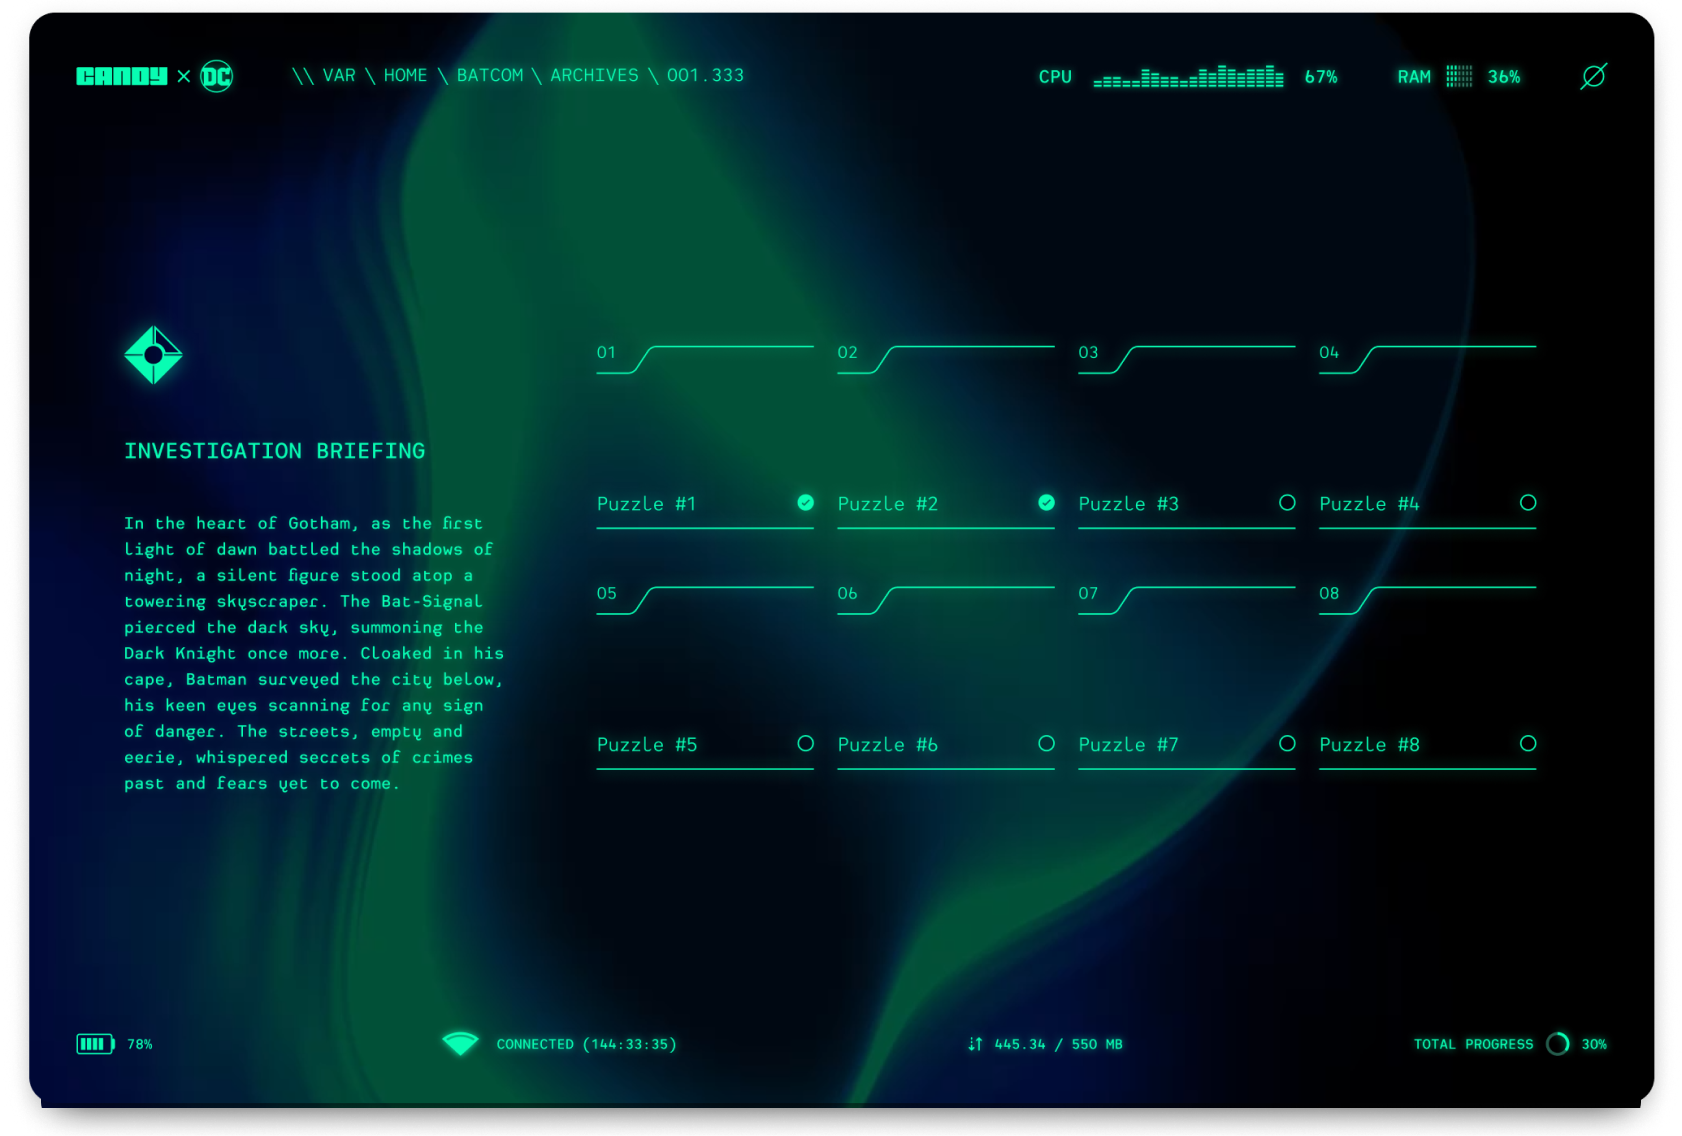 CANDY × DC
\\ VAR \ HOME \ BATCOM \ ARCHIVES \ 001.333
CPU 67%
RAM 36%
INVESTIGATION BRIEFING
In the heart of Gotham, as the first
light of dawn battled the shadows of
night, a silent figure stood atop a
towering skyscraper. The Bat-Signal
pierced the dark sky, summoning the
Dark Knight once more. Cloaked in his
cape, Batman surveyed the city below,
his keen eyes scanning for any sign
of danger. The streets, empty and
eerie, whispered secrets of crimes
past and fears yet to come.
01
02
03
04
Puzzle #1
Puzzle #2
Puzzle #3
Puzzle #4
05
06
07
08
Puzzle #5
Puzzle #6
Puzzle #7
Puzzle #8
78%
CONNECTED (144:33:35)
445.34 / 550 MB
TOTAL PROGRESS 30%